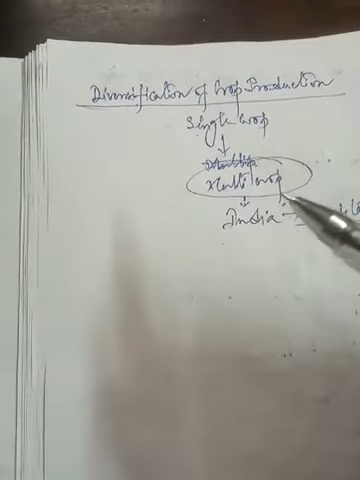 Diversification of Crop Production
Single crop
↓
Multi crop
↓
India